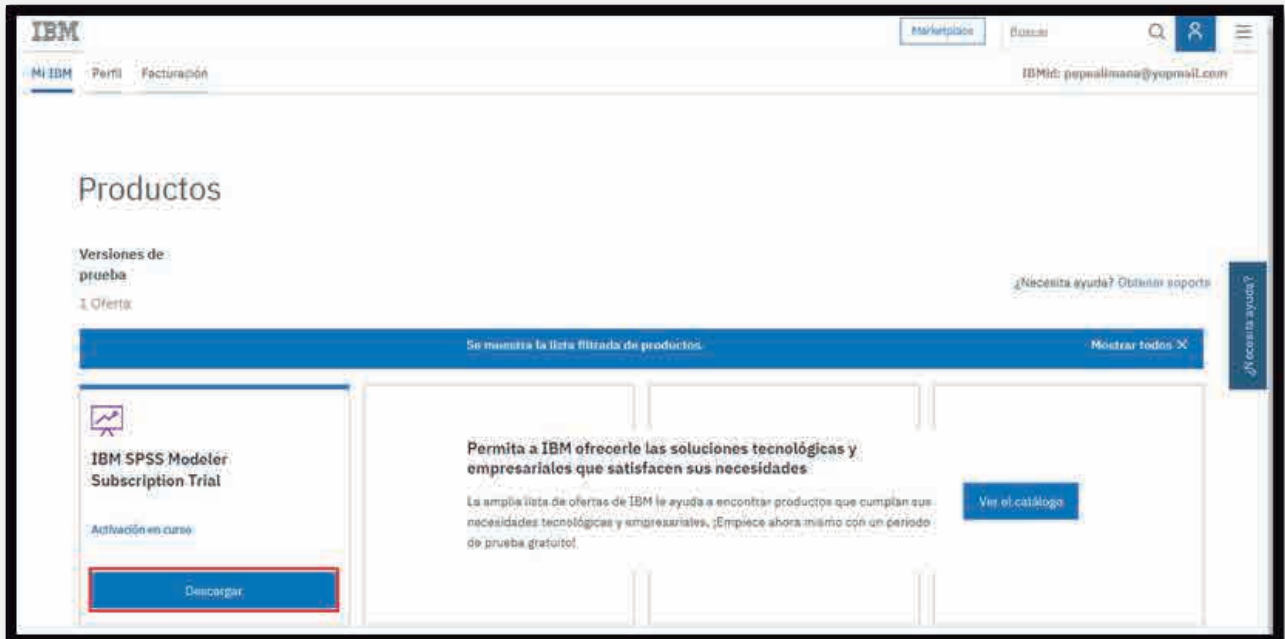 IBM
Marketplace
Buscar
Mi IBM Perfil Facturación
IBMid: pepealimana@yopmail.com
Productos
Versiones de
prueba
1 Oferta
¿Necesita ayuda? Obtener soporte
¿Necesita ayuda?
Se muestra la lista filtrada de productos.
Mostrar todos X
IBM SPSS Modeler
Subscription Trial
Activación en curso
Descargar
Permita a IBM ofrecerle las soluciones tecnológicas y
empresariales que satisfacen sus necesidades
La amplia lista de ofertas de IBM le ayuda a encontrar productos que cumplan sus
necesidades tecnológicas y empresariales. ¡Empiece ahora mismo con un periodo
de prueba gratuito!
Ver el catálogo